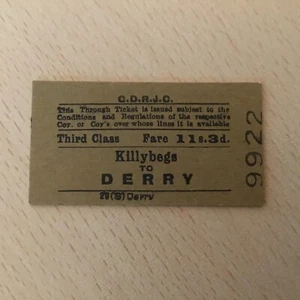 C.D.R.J.C.
This Through Ticket is issued subject to the
Conditions and Regulations of the respective
Coy. or Coy's over whose lines it is available
Third Class Fare 11s.3d.
Killybegs
TO
DERRY
29(S)Derry
9922